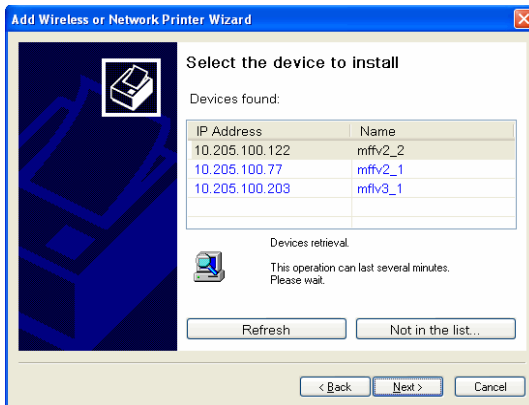 Add Wireless or Network Printer Wizard
Select the device to install
Devices found:
IP Address Name
10.205.100.122 mffv2_2
10.205.100.77 mffv2_1
10.205.100.203 mflv3_1
Devices retrieval.
This operation can last several minutes.
Please wait.
Refresh Not in the list...
< Back Next > Cancel